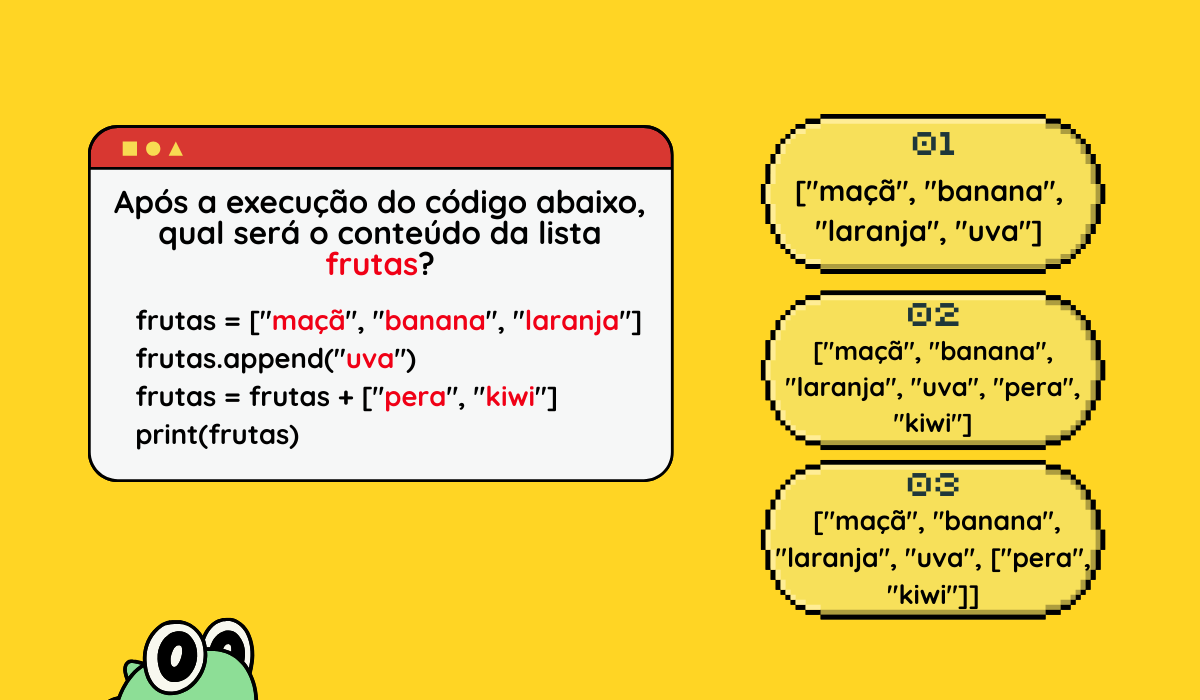 Após a execução do código abaixo,
qual será o conteúdo da lista
frutas?
frutas = ["maçã", "banana", "laranja"]
frutas.append("uva")
frutas = frutas + ["pera", "kiwi"]
print(frutas)
01
["maçã", "banana",
"laranja", "uva"]
02
["maçã", "banana",
"laranja", "uva", "pera",
"kiwi"]
03
["maçã", "banana",
"laranja", "uva", ["pera",
"kiwi"]]